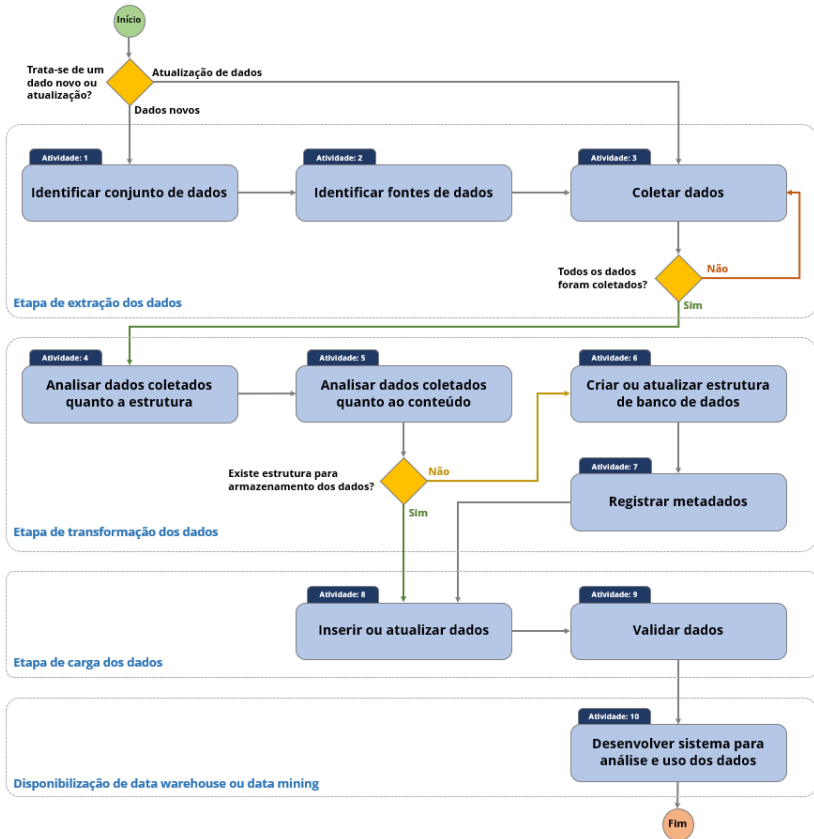 Início
Trata-se de um
dado novo ou
atualização?
Atualização de dados
Dados novos
Atividade: 1
Identificar conjunto de dados
Atividade: 2
Identificar fontes de dados
Atividade: 3
Coletar dados
Todos os dados
foram coletados?
Não
Sim
Etapa de extração dos dados
Atividade: 4
Analisar dados coletados
quanto a estrutura
Atividade: 5
Analisar dados coletados
quanto ao conteúdo
Atividade: 6
Criar ou atualizar estrutura
de banco de dados
Existe estrutura para
armazenamento dos dados?
Não
Sim
Atividade: 7
Registrar metadados
Etapa de transformação dos dados
Atividade: 8
Inserir ou atualizar dados
Atividade: 9
Validar dados
Etapa de carga dos dados
Atividade: 10
Desenvolver sistema para
análise e uso dos dados
Disponibilização de data warehouse ou data mining
Fim